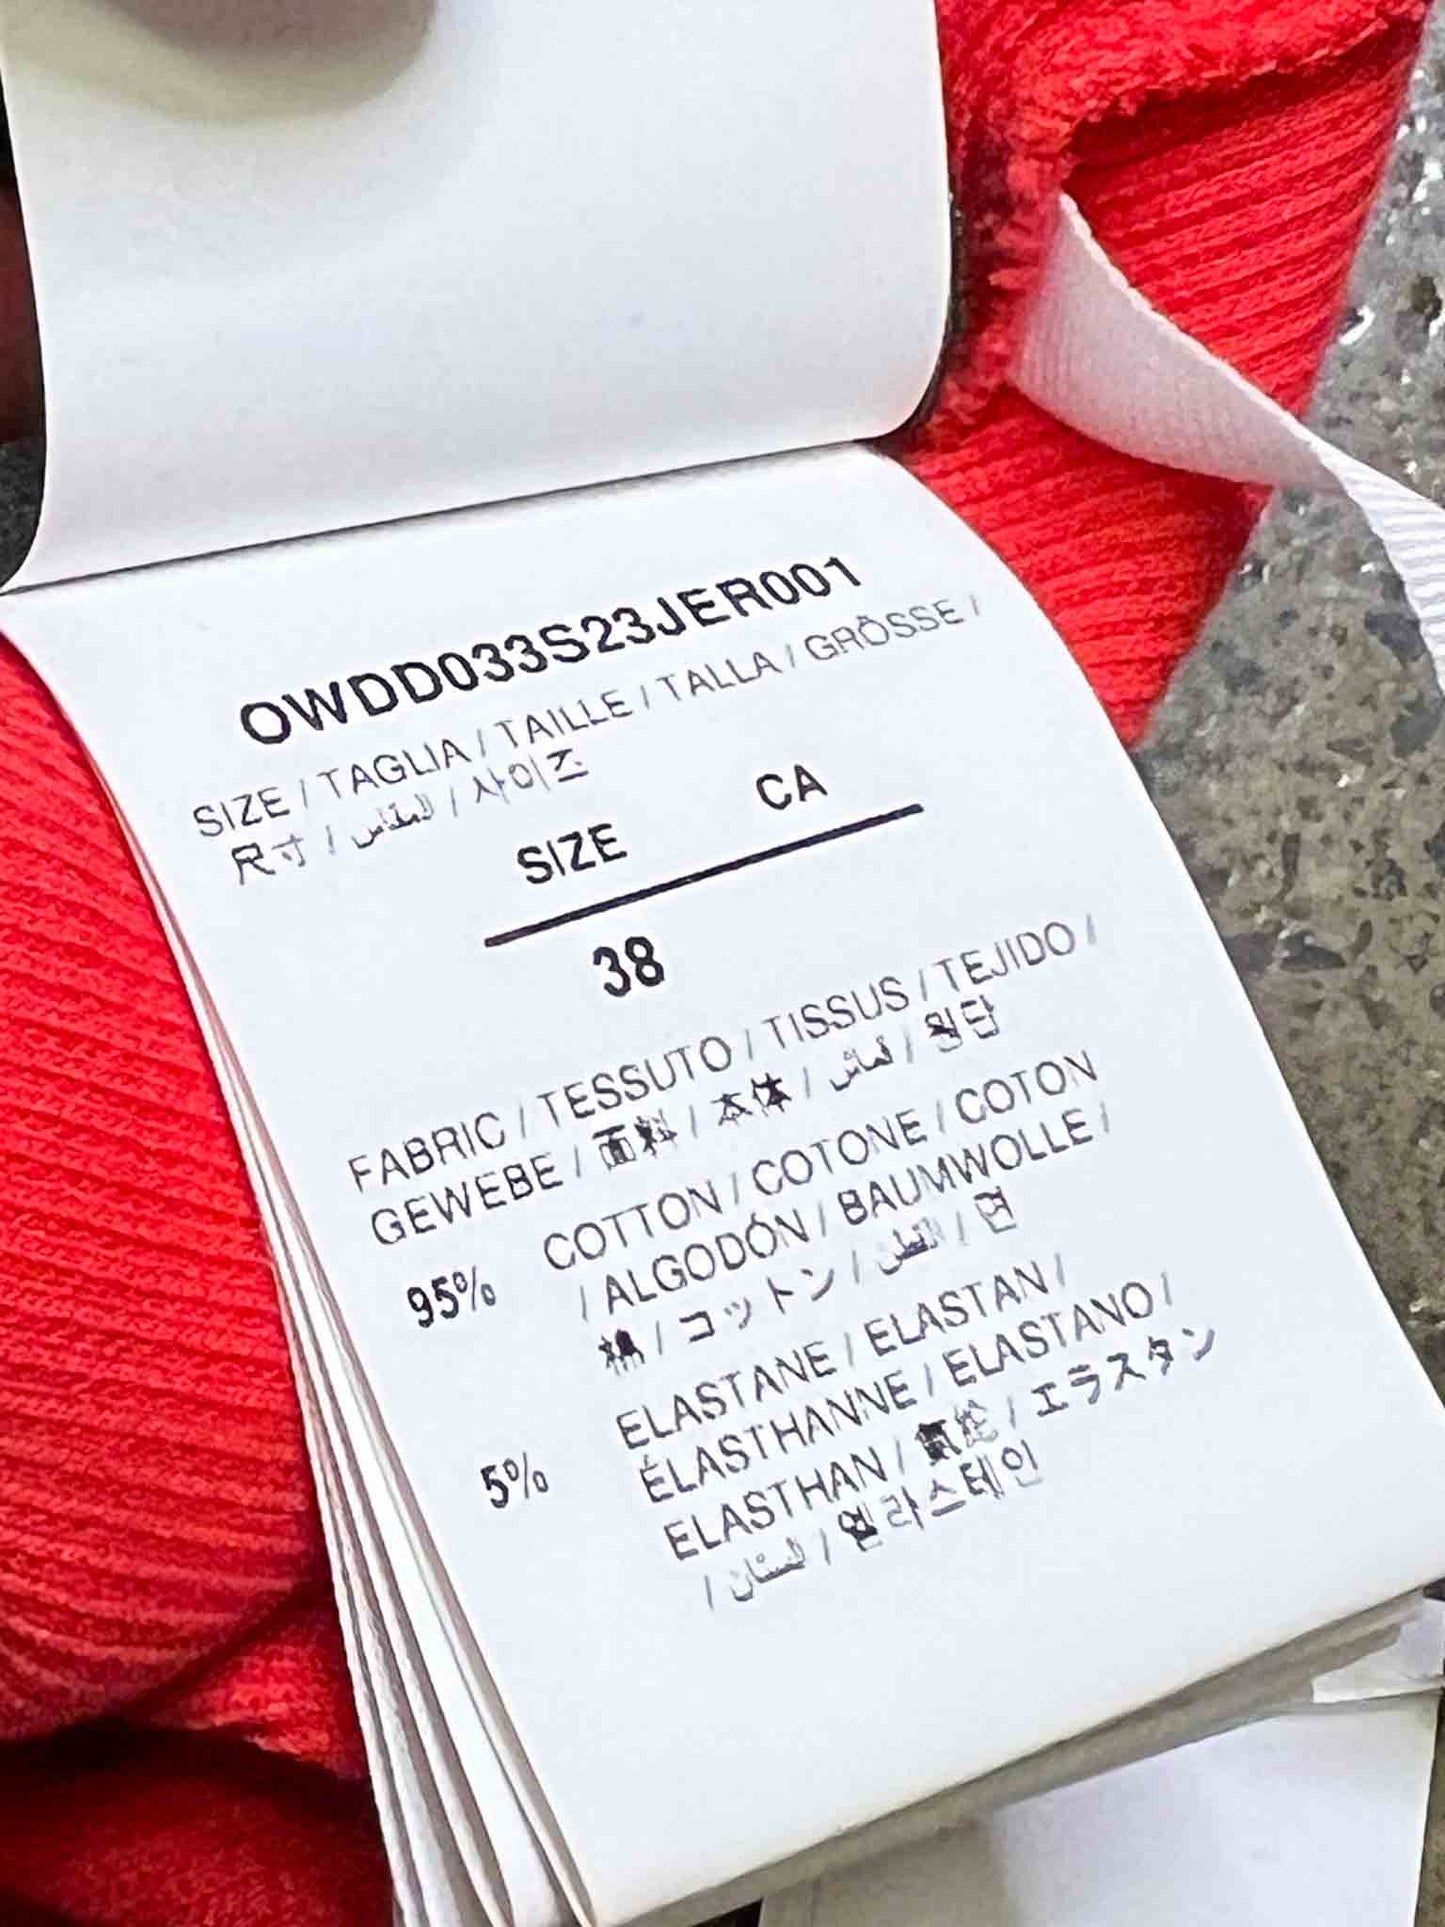 OWDD033S23JER001
SIZE / TAGLIA / TAILLE / TALLA / GRÖSSE /
尺寸 / المقاس / 사이즈
SIZE CA
38
FABRIC / TESSUTO / TISSUS / TEJIDO /
GEWEBE / 面料 / 本体 / قماش / 원단
95% COTTON / COTONE / COTON
/ ALGODÓN / BAUMWOLLE /
棉 / コットン / القطن / 면
5% ELASTANE / ELASTAN /
ÉLASTHANNE / ELASTANO /
ELASTHAN / 氨纶 / エラスタン
/ / 엘라스테인